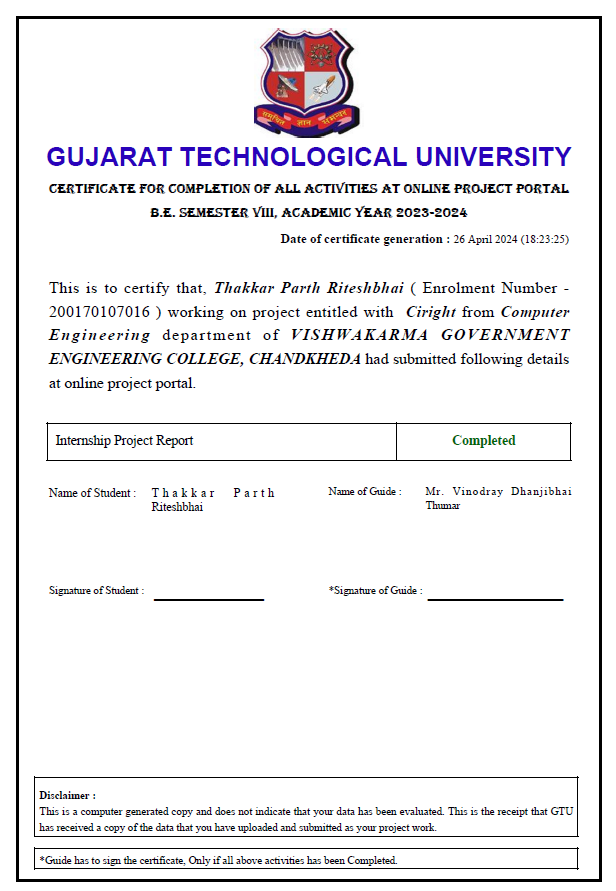 समुचित ज्ञान अभ्यन्वय
GUJARAT TECHNOLOGICAL UNIVERSITY
CERTIFICATE FOR COMPLETION OF ALL ACTIVITIES AT ONLINE PROJECT PORTAL
B.E. SEMESTER VIII, ACADEMIC YEAR 2023-2024
Date of certificate generation : 26 April 2024 (18:23:25)
This is to certify that, Thakkar Parth Riteshbhai ( Enrolment Number -
200170107016 ) working on project entitled with Ciright from Computer
Engineering department of VISHWAKARMA GOVERNMENT
ENGINEERING COLLEGE, CHANDKHEDA had submitted following details
at online project portal.
Internship Project Report Completed
Name of Student : Thakkar Parth Name of Guide : Mr. Vinodray Dhanjibhai
Riteshbhai Thumar
Signature of Student : *Signature of Guide :
Disclaimer :
This is a computer generated copy and does not indicate that your data has been evaluated. This is the receipt that GTU
has received a copy of the data that you have uploaded and submitted as your project work.
*Guide has to sign the certificate, Only if all above activities has been Completed.